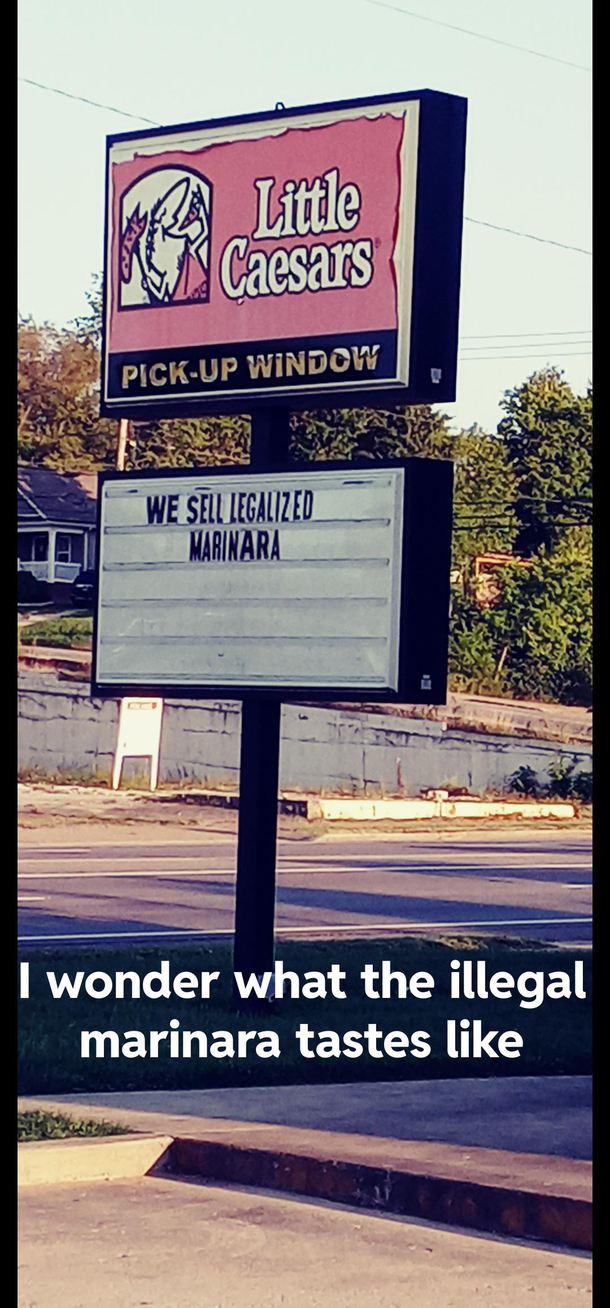 Little
Caesars
PICK-UP WINDOW
WE SELL LEGALIZED
MARINARA
I wonder what the illegal
marinara tastes like